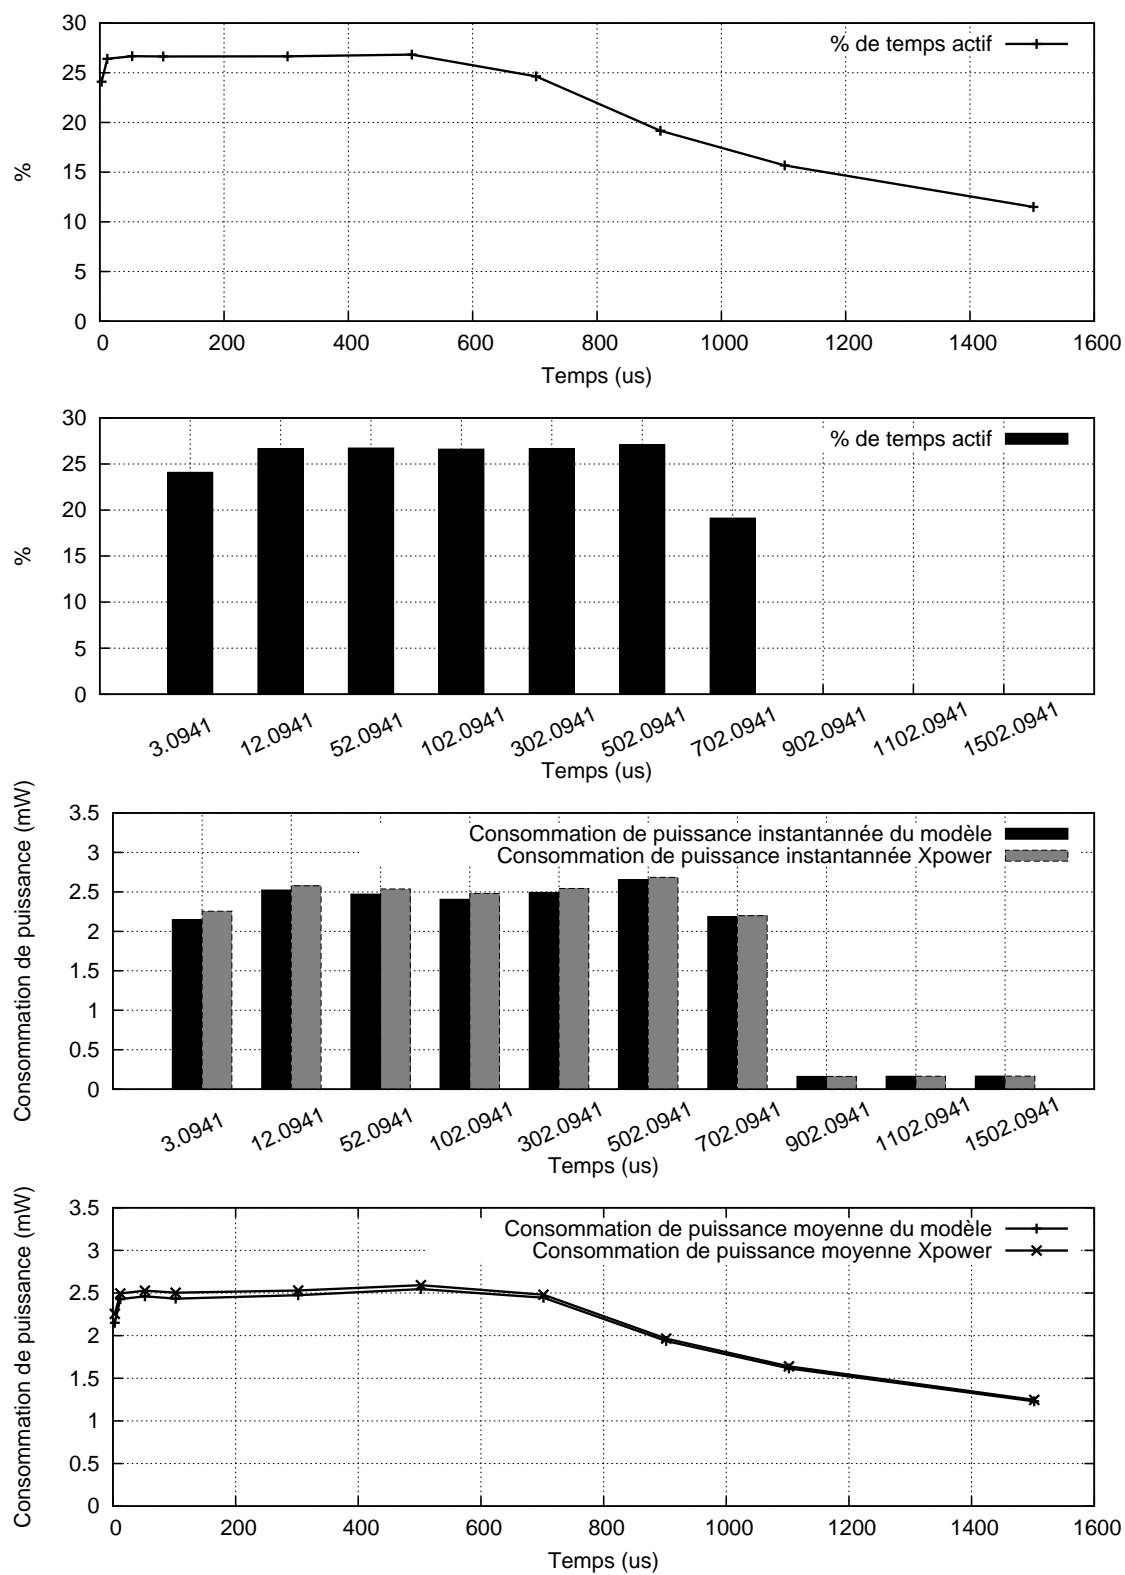 30
25
20
15
10
5
0
%
% de temps actif
0 200 400 600 800 1000 1200 1400 1600
Temps (us)
30
25
20
15
10
5
0
%
% de temps actif
3.0941 12.0941 52.0941 102.0941 302.0941 502.0941 702.0941 902.0941 1102.0941 1502.0941
Temps (us)
3.5
3
2.5
2
1.5
1
0.5
0
Consommation de puissance (mW)
Consommation de puissance instantannée du modèle
Consommation de puissance instantannée Xpower
3.0941 12.0941 52.0941 102.0941 302.0941 502.0941 702.0941 902.0941 1102.0941 1502.0941
Temps (us)
3.5
3
2.5
2
1.5
1
0.5
0
Consommation de puissance (mW)
Consommation de puissance moyenne du modèle
Consommation de puissance moyenne Xpower
0 200 400 600 800 1000 1200 1400 1600
Temps (us)